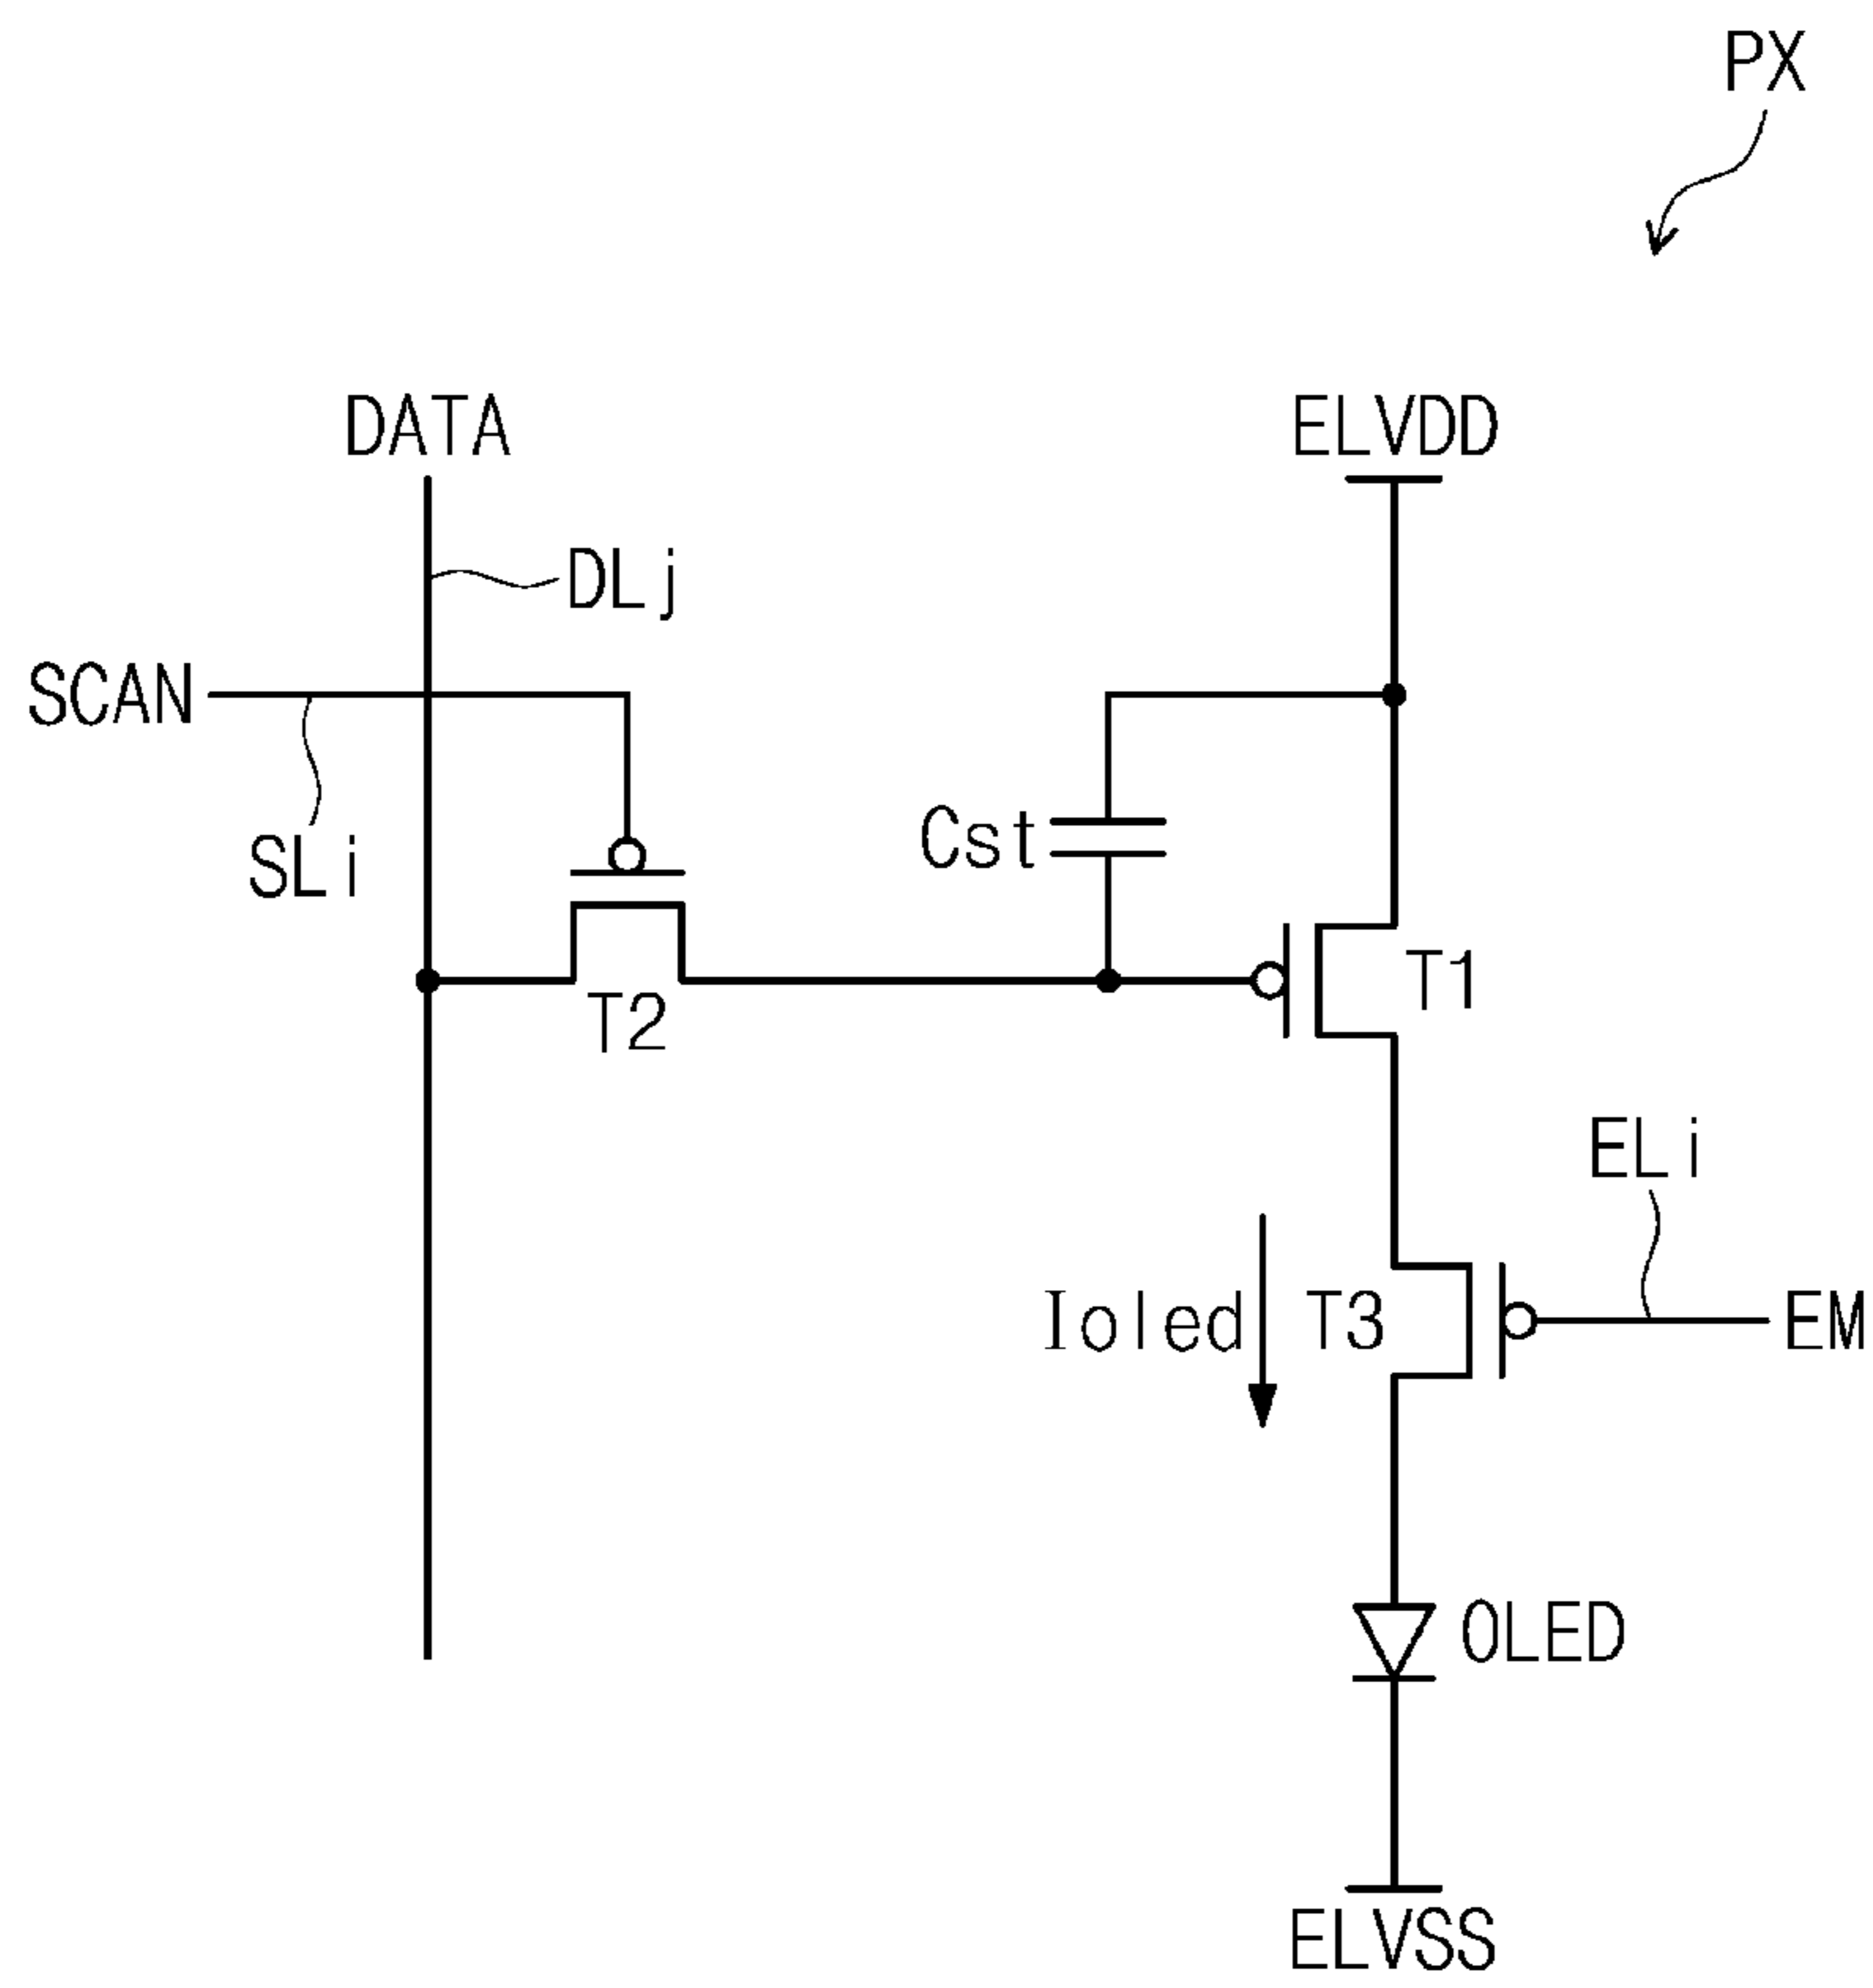 PX
DATA
ELVDD
DLj
SCAN
Cst
SLi
T1
T2
ELi
Ioled
T3
EM
OLED
ELVSS